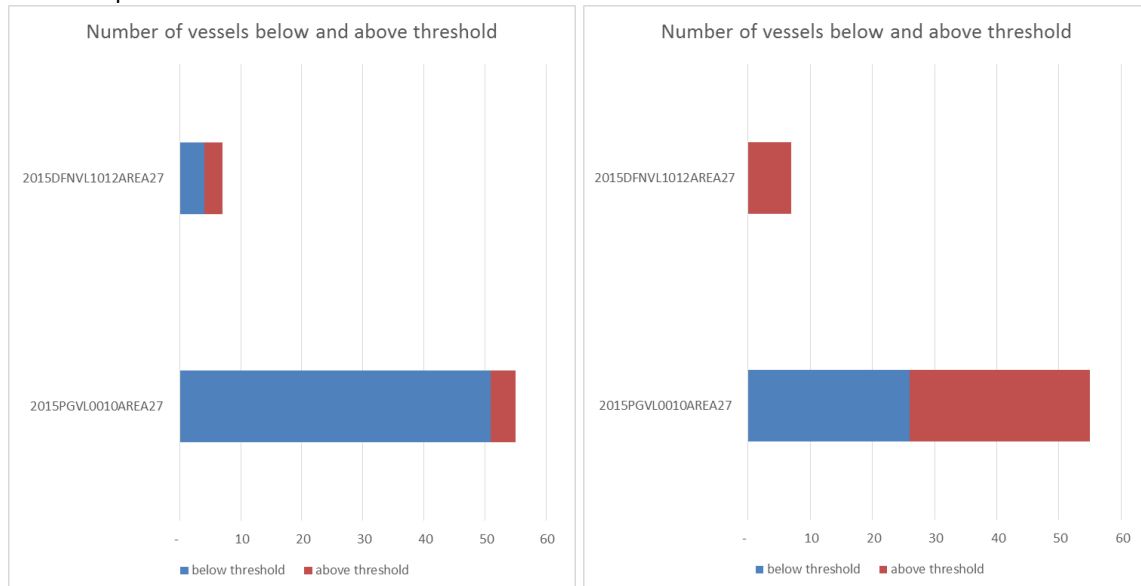 Number of vessels below and above threshold
2015DFNVL1012AREA27
2015PGVL0010AREA27
- 10 20 30 40 50 60
below threshold above threshold
Number of vessels below and above threshold
2015DFNVL1012AREA27
2015PGVL0010AREA27
- 10 20 30 40 50 60
below threshold above threshold